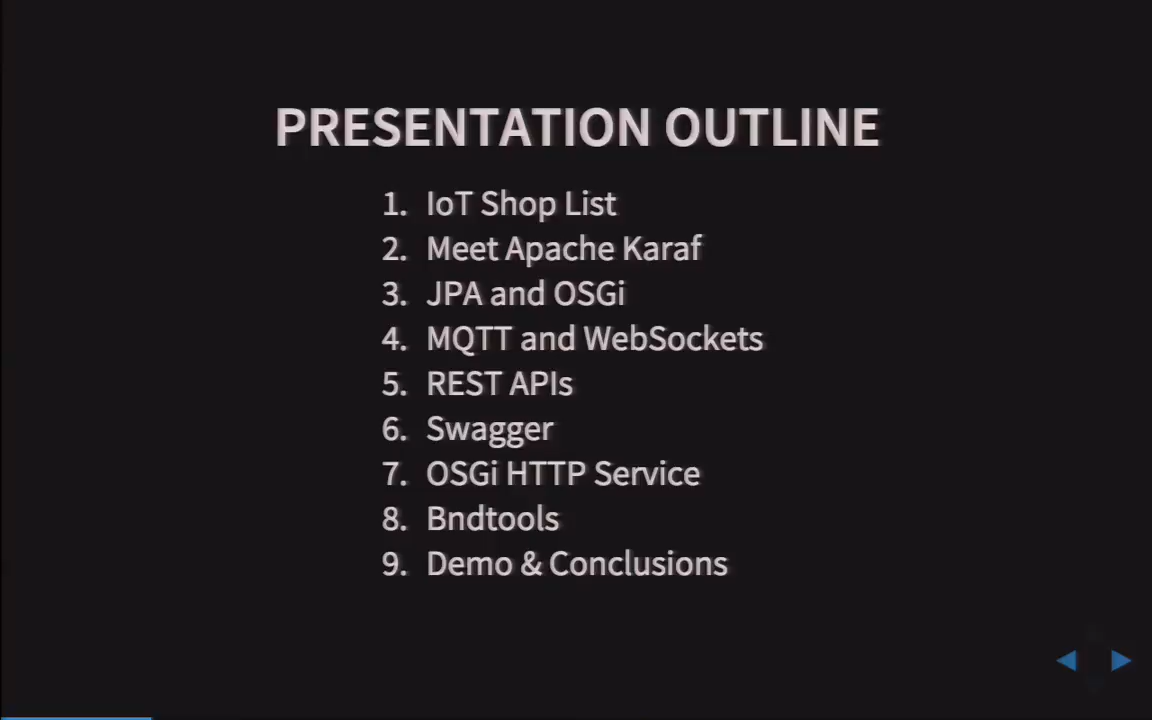 PRESENTATION OUTLINE
1. IoT Shop List
2. Meet Apache Karaf
3. JPA and OSGi
4. MQTT and WebSockets
5. REST APIs
6. Swagger
7. OSGi HTTP Service
8. Bndtools
9. Demo & Conclusions